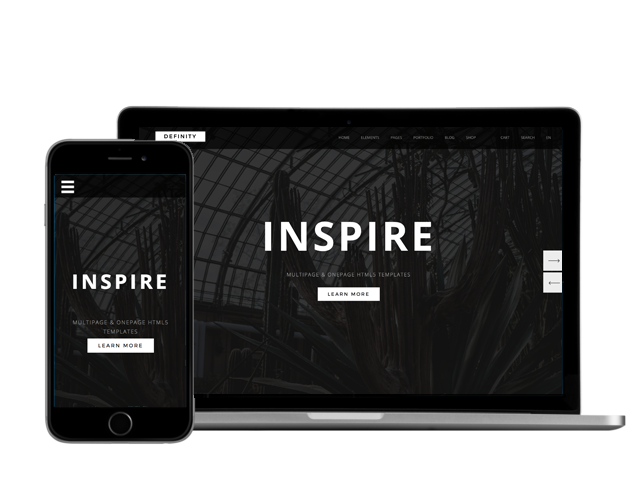 DEFINITY
HOME ELEMENTS PAGES PORTFOLIO BLOG SHOP CART SEARCH EN
INSPIRE
MULTIPAGE & ONEPAGE HTML5 TEMPLATES
LEARN MORE
INSPIRE
MULTIPAGE & ONEPAGE HTML5
TEMPLATES
LEARN MORE